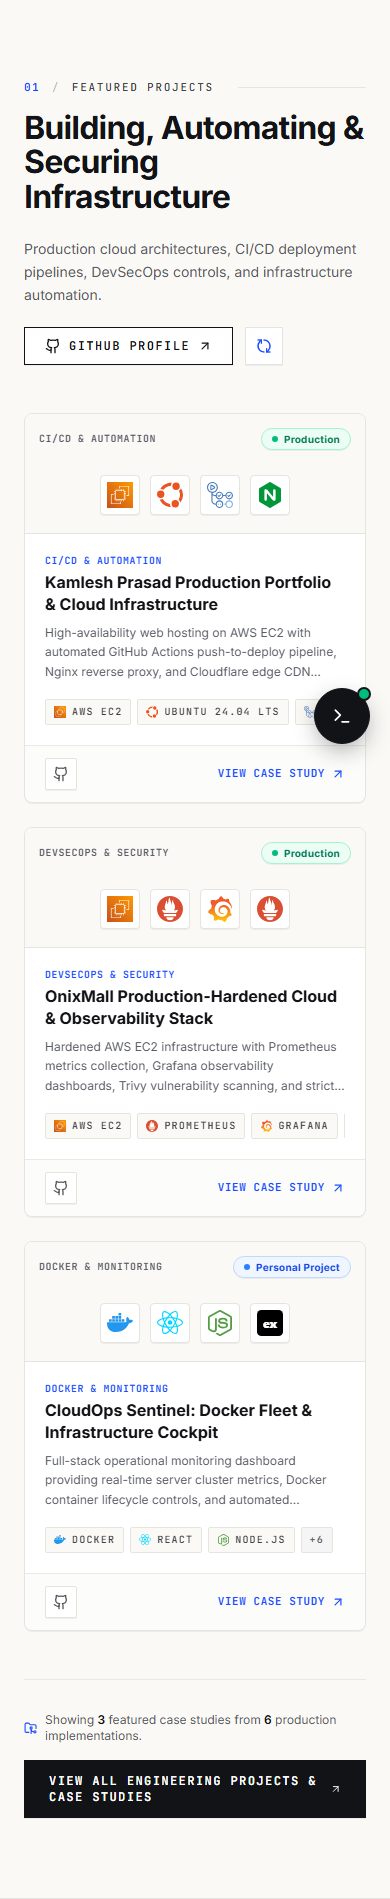 01 / FEATURED PROJECTS
Building, Automating &
Securing
Infrastructure
Production cloud architectures, CI/CD deployment
pipelines, DevSecOps controls, and infrastructure
automation.
GITHUB PROFILE
CI/CD & AUTOMATION
Production
CI/CD & AUTOMATION
Kamlesh Prasad Production Portfolio
& Cloud Infrastructure
High-availability web hosting on AWS EC2 with
automated GitHub Actions push-to-deploy pipeline,
Nginx reverse proxy, and Cloudflare edge CDN...
AWS EC2 UBUNTU 24.04 LTS
VIEW CASE STUDY
DEVSECOPS & SECURITY
Production
DEVSECOPS & SECURITY
OnixMall Production-Hardened Cloud
& Observability Stack
Hardened AWS EC2 infrastructure with Prometheus
metrics collection, Grafana observability
dashboards, Trivy vulnerability scanning, and strict...
AWS EC2 PROMETHEUS GRAFANA
VIEW CASE STUDY
DOCKER & MONITORING
Personal Project
JS
ex
DOCKER & MONITORING
CloudOps Sentinel: Docker Fleet &
Infrastructure Cockpit
Full-stack operational monitoring dashboard
providing real-time server cluster metrics, Docker
container lifecycle controls, and automated...
DOCKER REACT NODE.JS +6
VIEW CASE STUDY
Showing 3 featured case studies from 6 production
implementations.
VIEW ALL ENGINEERING PROJECTS &
CASE STUDIES